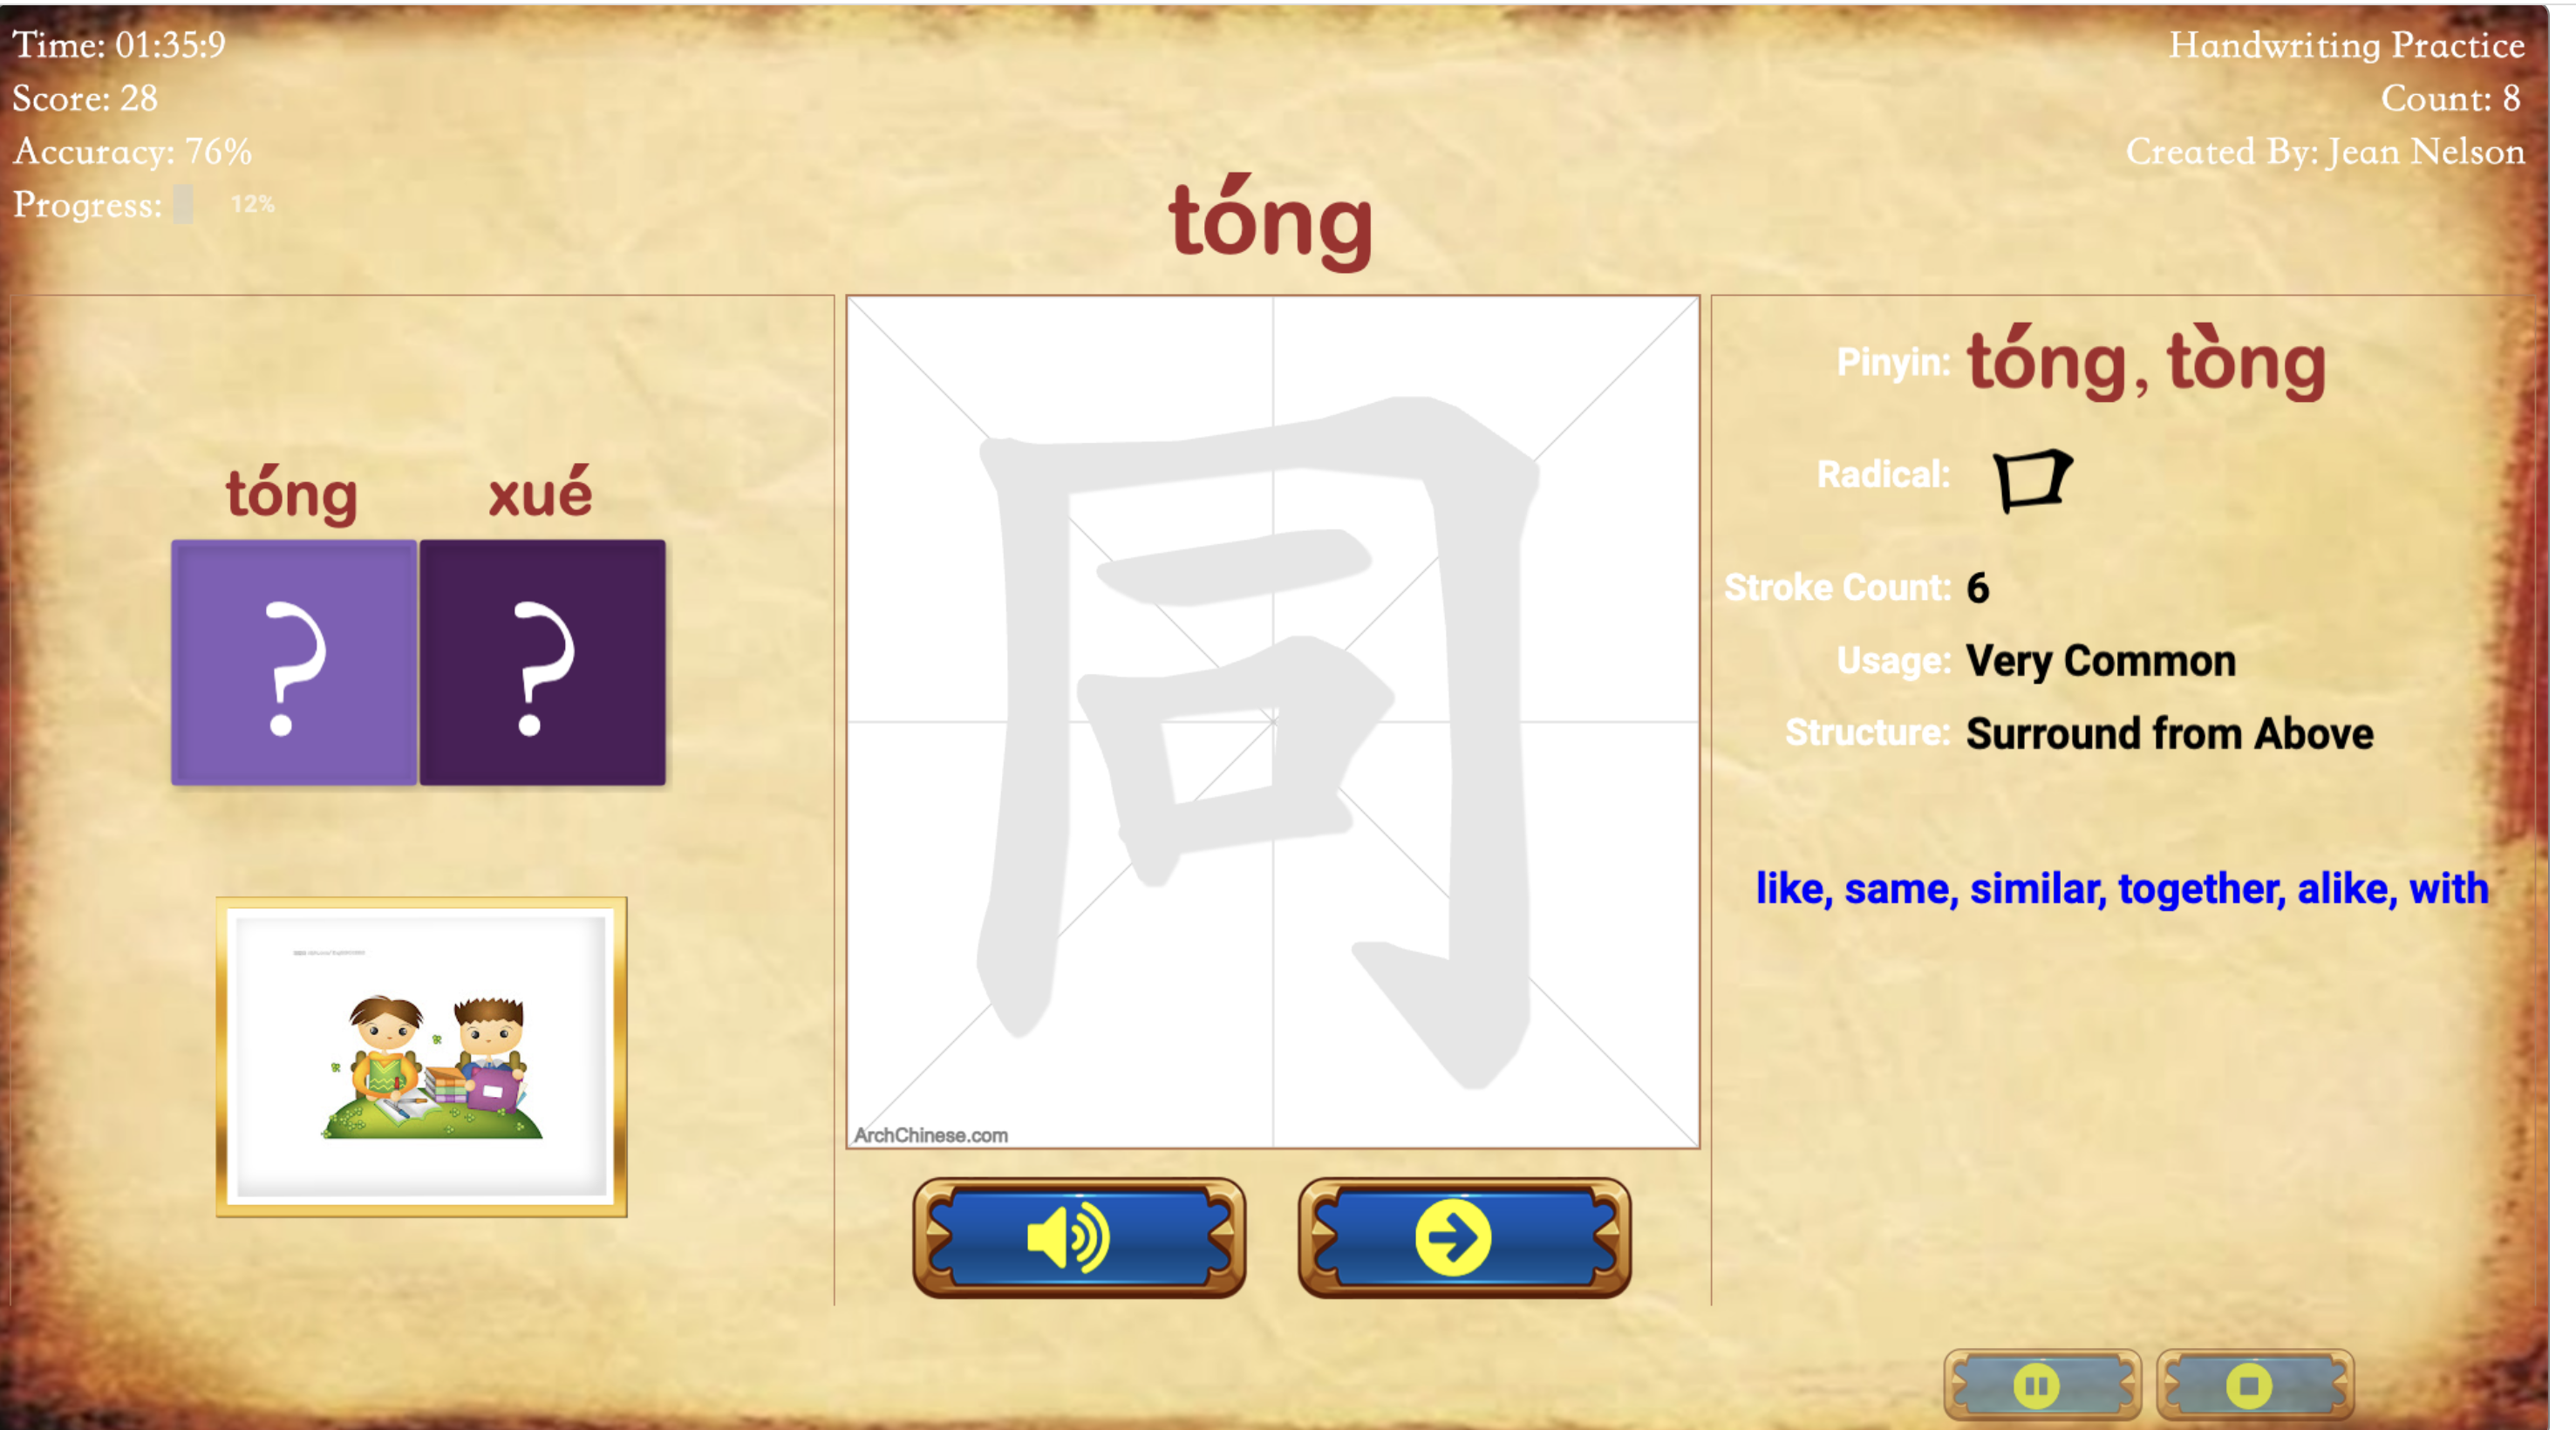 Time: 01:35:9
Score: 28
Accuracy: 76%
Progress: 12%
Handwriting Practice
Count: 8
Created By: Jean Nelson
tóng
tóng xué
? ?
同
ArchChinese.com
Pinyin: tóng, tòng
Radical: 口
Stroke Count: 6
Usage: Very Common
Structure: Surround from Above
like, same, similar, together, alike, with